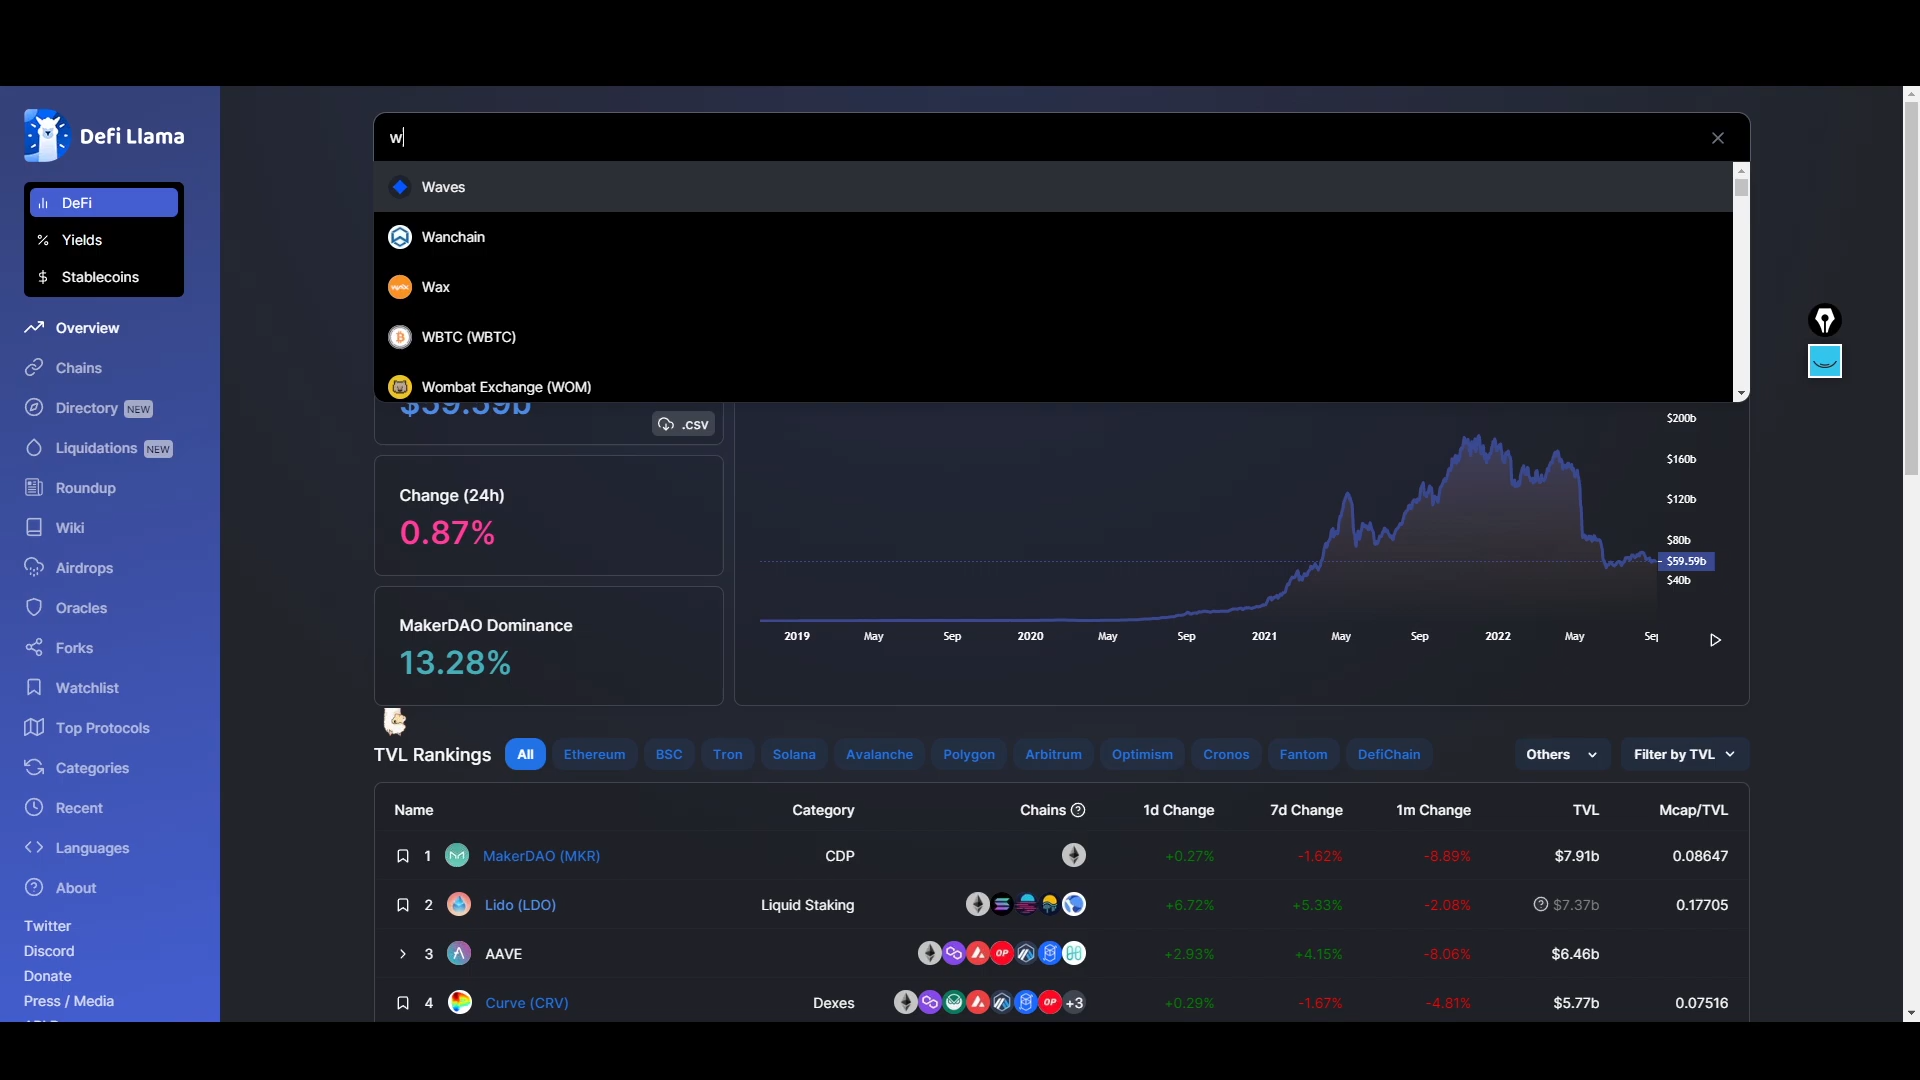 Defi Llama
DeFi
Yields
Stablecoins
Overview
Chains
Directory NEW
Liquidations NEW
Roundup
Wiki
Airdrops
Oracles
Forks
Watchlist
Top Protocols
Categories
Recent
Languages
About
Twitter
Discord
Donate
Press / Media
w
Waves
Wanchain
Wax
WBTC (WBTC)
Wombat Exchange (WOM)
$59.59b
.csv
Change (24h)
0.87%
MakerDAO Dominance
13.28%
$200b
$160b
$120b
$80b
$59.59b
$40b
2019 May Sep 2020 May Sep 2021 May Sep 2022 May Sep
TVL Rankings All Ethereum BSC Tron Solana Avalanche Polygon Arbitrum Optimism Cronos Fantom DefiChain Others Filter by TVL
Name Category Chains 1d Change 7d Change 1m Change TVL Mcap/TVL
1 MakerDAO (MKR) CDP +0.27% -1.62% -8.89% $7.91b 0.08647
2 Lido (LDO) Liquid Staking +6.72% +5.33% -2.08% $7.37b 0.17705
3 AAVE OP +2.93% +4.15% -8.06% $6.46b
4 Curve (CRV) Dexes OP +3 +0.29% -1.67% -4.81% $5.77b 0.07516